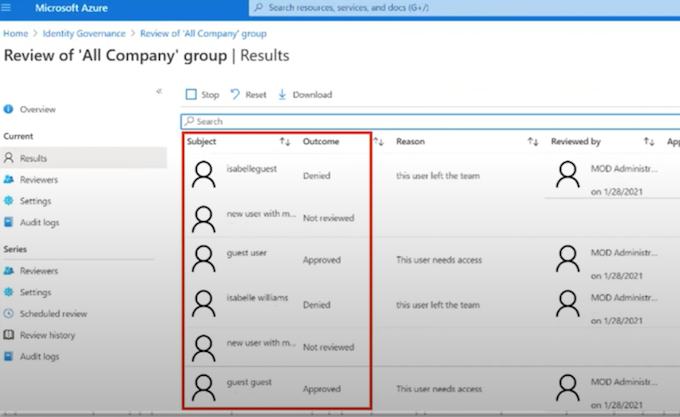 Microsoft Azure
Search resources, services, and docs (G+/)
Home > Identity Governance > Review of 'All Company' group
Review of 'All Company' group | Results
«
Overview
Current
Results
Reviewers
Settings
Audit logs
Series
Reviewers
Settings
Scheduled review
Review history
Audit logs
Stop Reset Download
Search
Subject ↑↓ Outcome ↑↓ Reason ↑↓ Reviewed by ↑↓ App
isabelleguest Denied this user left the team MOD Administr...
on 1/28/2021
new user with m... Not reviewed
guest user Approved This user needs access MOD Administr...
on 1/28/2021
isabelle williams Denied this user left the team MOD Administr...
on 1/28/2021
new user with m... Not reviewed
guest guest Approved This user needs access MOD Administr...
on 1/28/2021